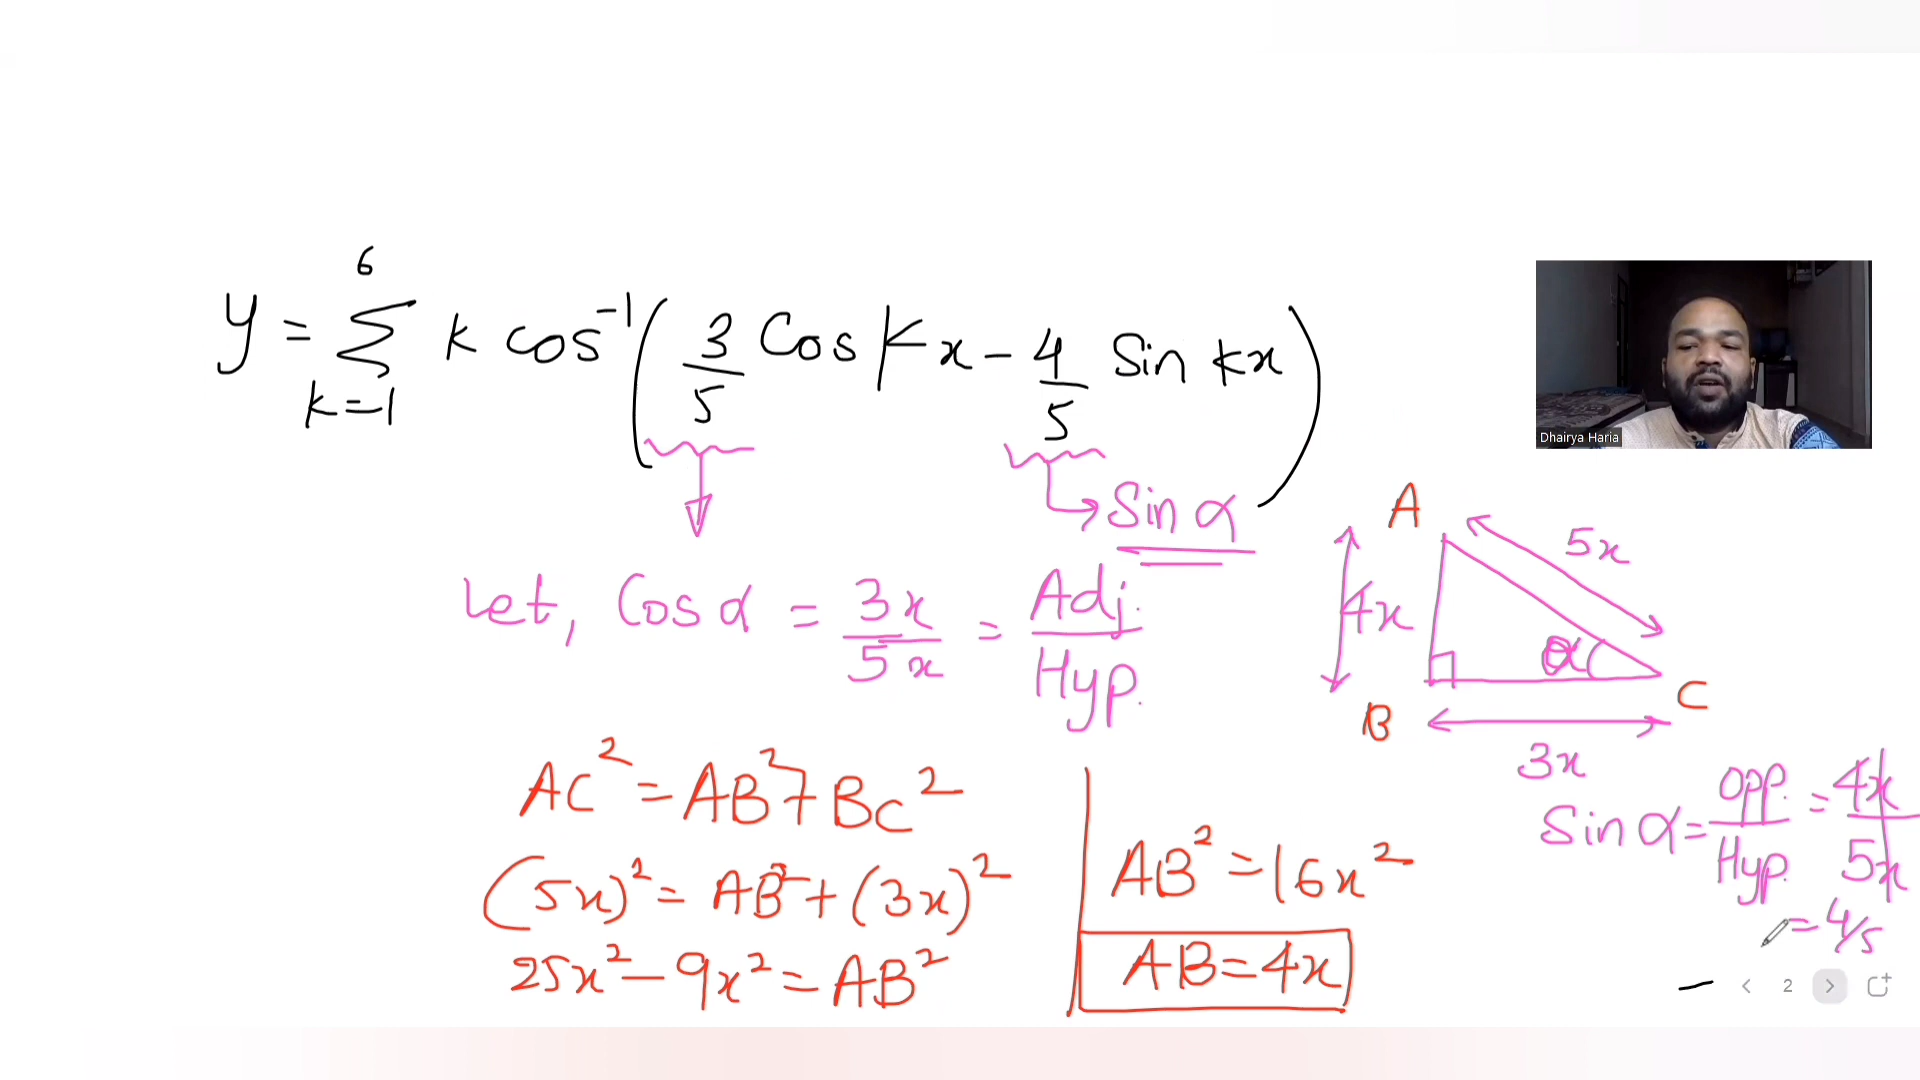 6
y = Σ k cos⁻¹( 3/5 Cos kx − 4/5 Sin kx )
k=1
Sin α
Let, Cos α = 3x/5x = Adj./Hyp.
AC² = AB² + BC²
(5x)² = AB² + (3x)²
25x² − 9x² = AB²
AB² = 16x²
AB = 4x
A
5x
4x
α
B
C
3x
Sin α = Opp./Hyp. = 4x/5x
= 4/5
Dhairya Haria
2